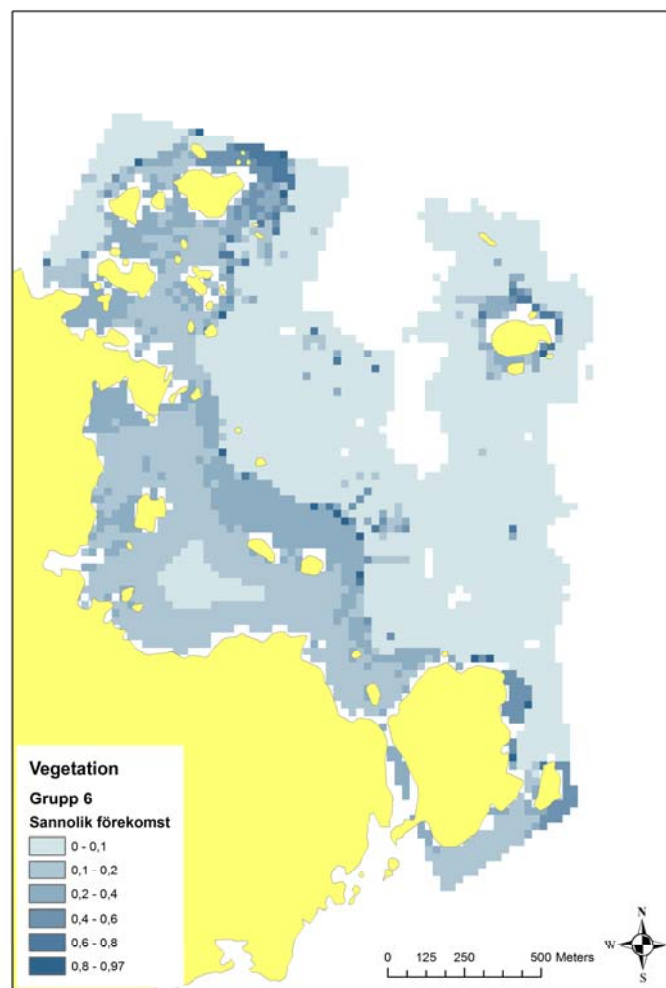 Vegetation
Grupp 6
Sannolik förekomst
0 - 0,1
0,1 - 0,2
0,2 - 0,4
0,4 - 0,6
0,6 - 0,8
0,8 - 0,97
0 125 250 500 Meters
N
W E
S